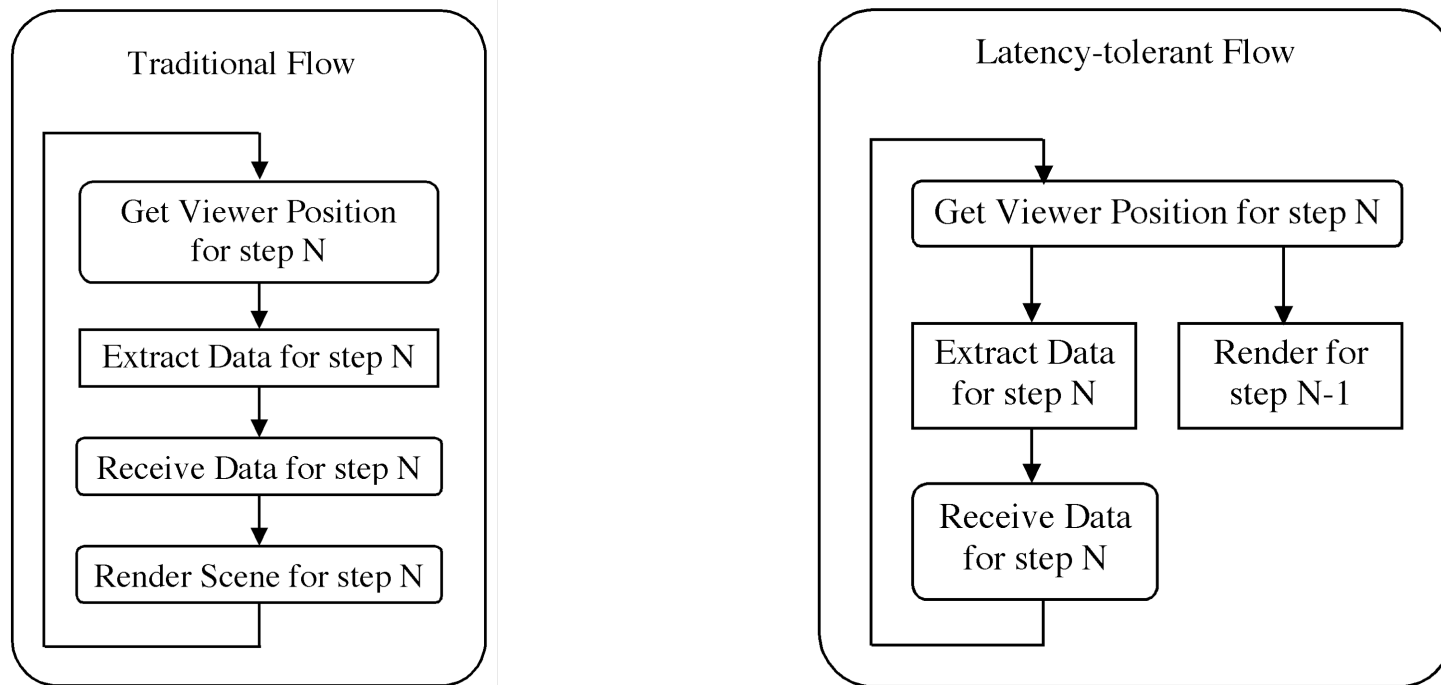 Traditional Flow
Get Viewer Position
for step N
Extract Data for step N
Receive Data for step N
Render Scene for step N
Latency-tolerant Flow
Get Viewer Position for step N
Extract Data
for step N
Render for
step N-1
Receive Data
for step N